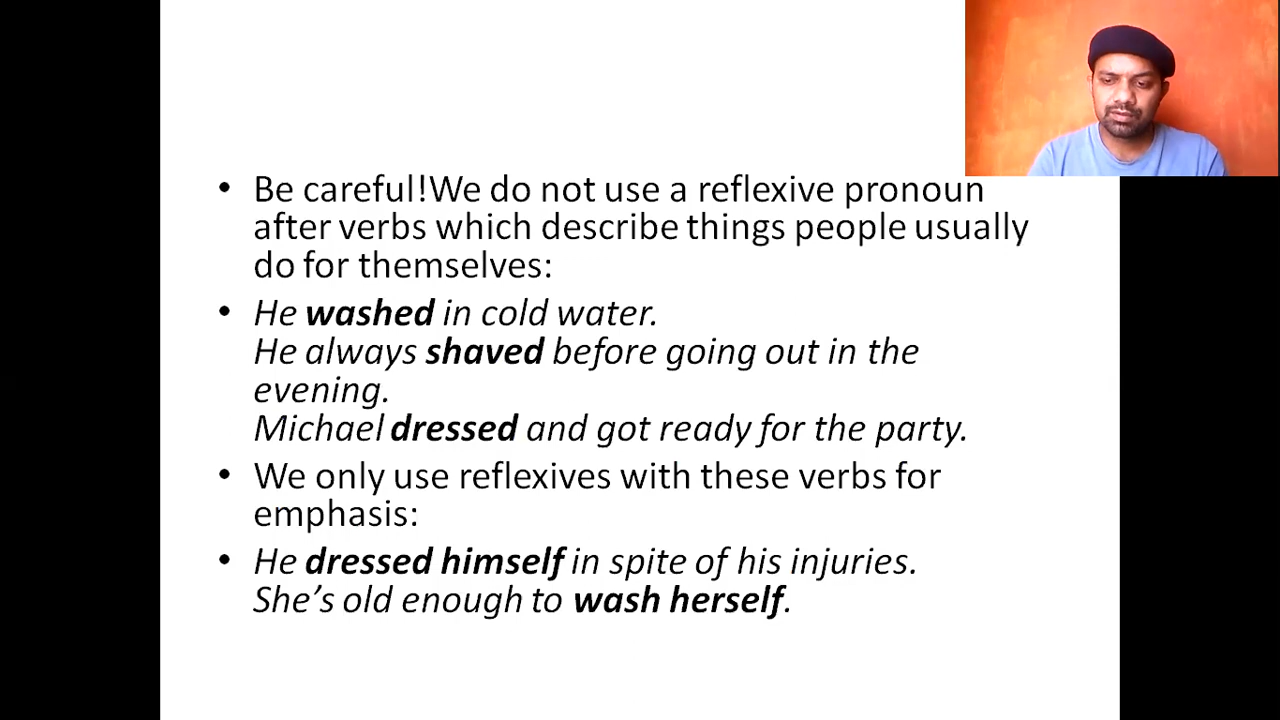 • Be careful!We do not use a reflexive pronoun
after verbs which describe things people usually
do for themselves:
• He washed in cold water.
He always shaved before going out in the
evening.
Michael dressed and got ready for the party.
• We only use reflexives with these verbs for
emphasis:
• He dressed himself in spite of his injuries.
She’s old enough to wash herself.